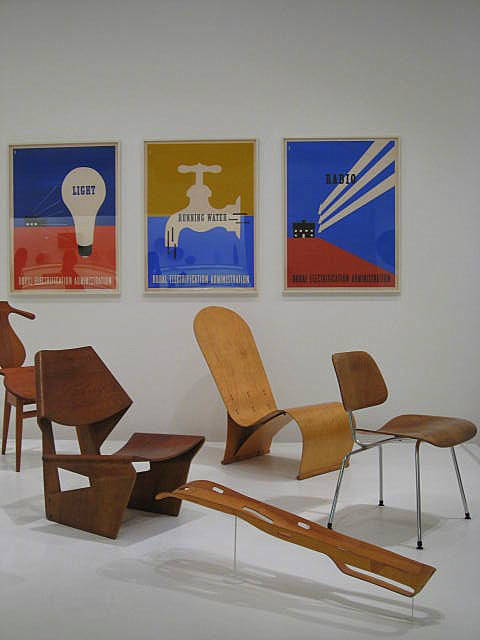 LIGHT
RURAL ELECTRIFICATION ADMINISTRATION
RUNNING WATER
RURAL ELECTRIFICATION ADMINISTRATION
RADIO
RURAL ELECTRIFICATION ADMINISTRATION